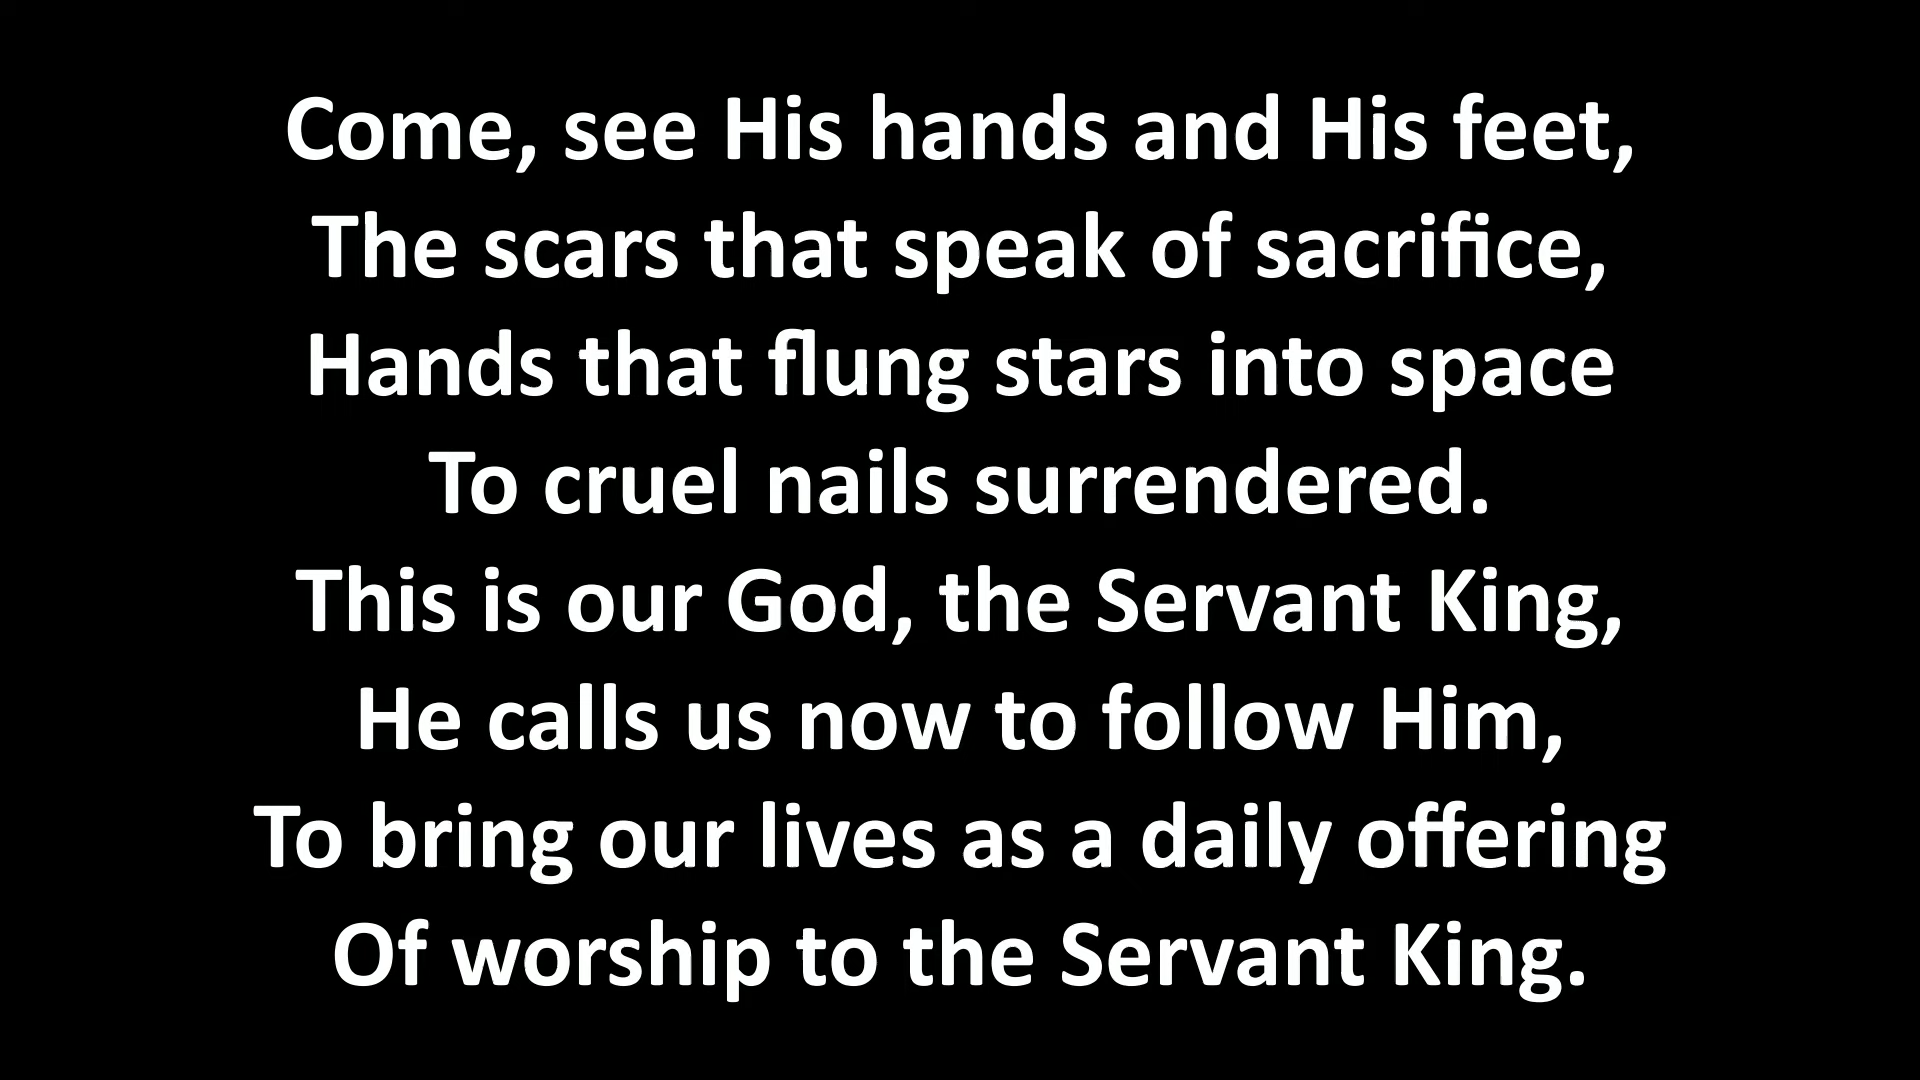 Come, see His hands and His feet,
The scars that speak of sacrifice,
Hands that flung stars into space
To cruel nails surrendered.
This is our God, the Servant King,
He calls us now to follow Him,
To bring our lives as a daily offering
Of worship to the Servant King.